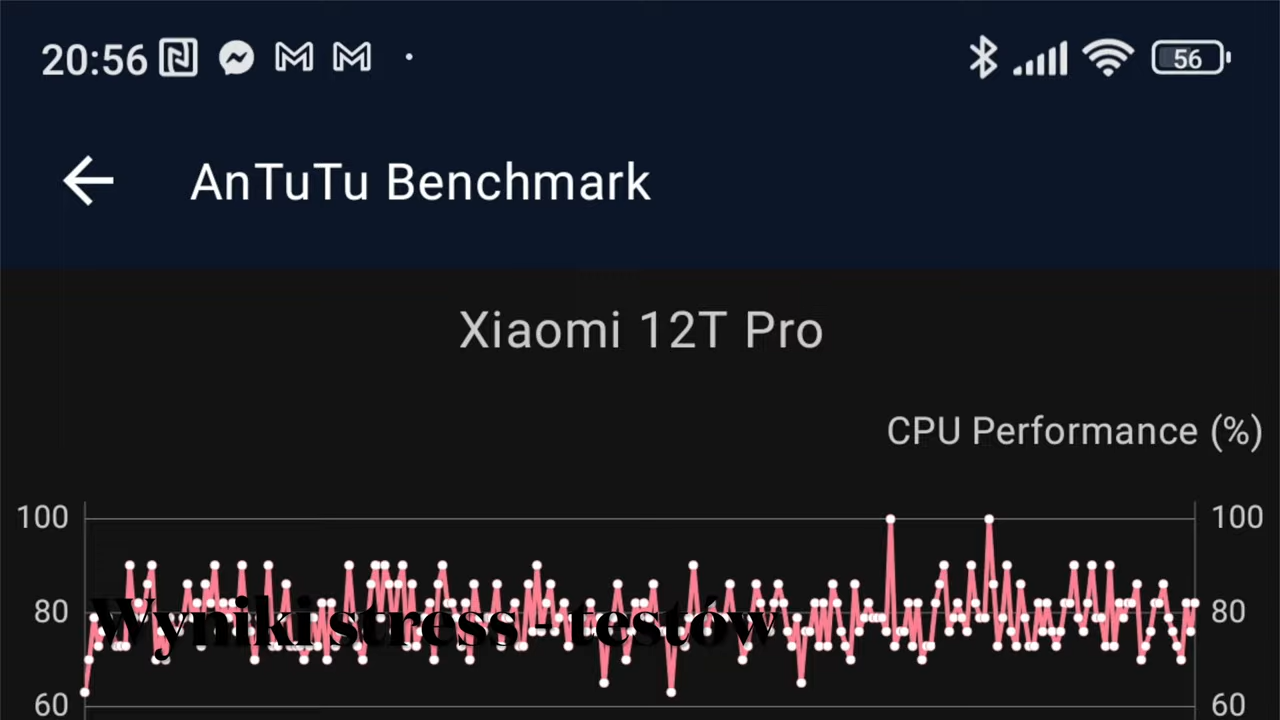 20:56
56
AnTuTu Benchmark
Xiaomi 12T Pro
CPU Performance (%)
100 100
80 80
Wyniki stress - testów
60 60